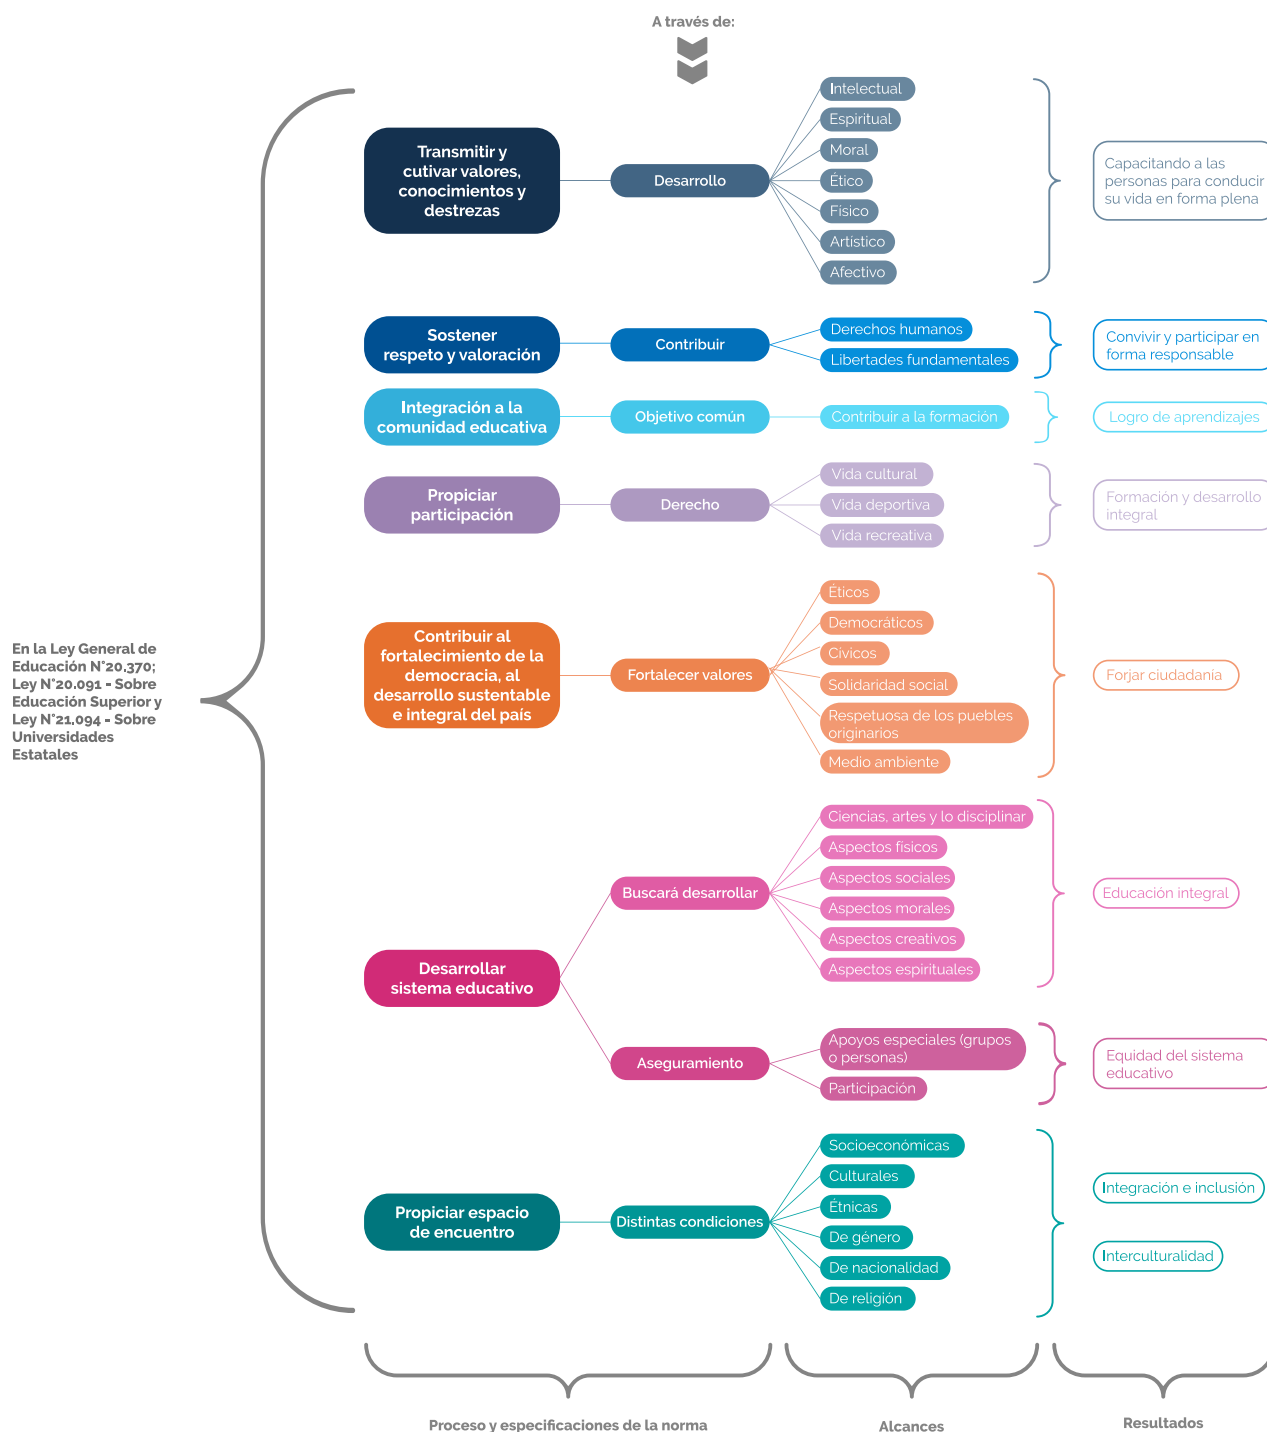 A través de:
En la Ley General de
Educación N°20.370;
Ley N°20.091 - Sobre
Educación Superior y
Ley N°21.094 - Sobre
Universidades
Estatales
Transmitir y
cutivar valores,
conocimientos y
destrezas
Desarrollo
Intelectual
Espiritual
Moral
Ético
Físico
Artístico
Afectivo
Capacitando a las
personas para conducir
su vida en forma plena
Sostener
respeto y valoración
Contribuir
Derechos humanos
Libertades fundamentales
Convivir y participar en
forma responsable
Integración a la
comunidad educativa
Objetivo común
Contribuir a la formación
Logro de aprendizajes
Propiciar
participación
Derecho
Vida cultural
Vida deportiva
Vida recreativa
Formación y desarrollo
integral
Contribuir al
fortalecimiento de la
democracia, al
desarrollo sustentable
e integral del país
Fortalecer valores
Éticos
Democráticos
Cívicos
Solidaridad social
Respetuosa de los puebles
originarios
Medio ambiente
Forjar ciudadanía
Desarrollar
sistema educativo
Buscará desarrollar
Ciencias, artes y lo disciplinar
Aspectos físicos
Aspectos sociales
Aspectos morales
Aspectos creativos
Aspectos espirituales
Educación integral
Aseguramiento
Apoyos especiales (grupos
o personas)
Participación
Equidad del sistema
educativo
Propiciar espacio
de encuentro
Distintas condiciones
Socioeconómicas
Culturales
Étnicas
De género
De nacionalidad
De religión
Integración e inclusión
Interculturalidad
Proceso y especificaciones de la norma
Alcances
Resultados